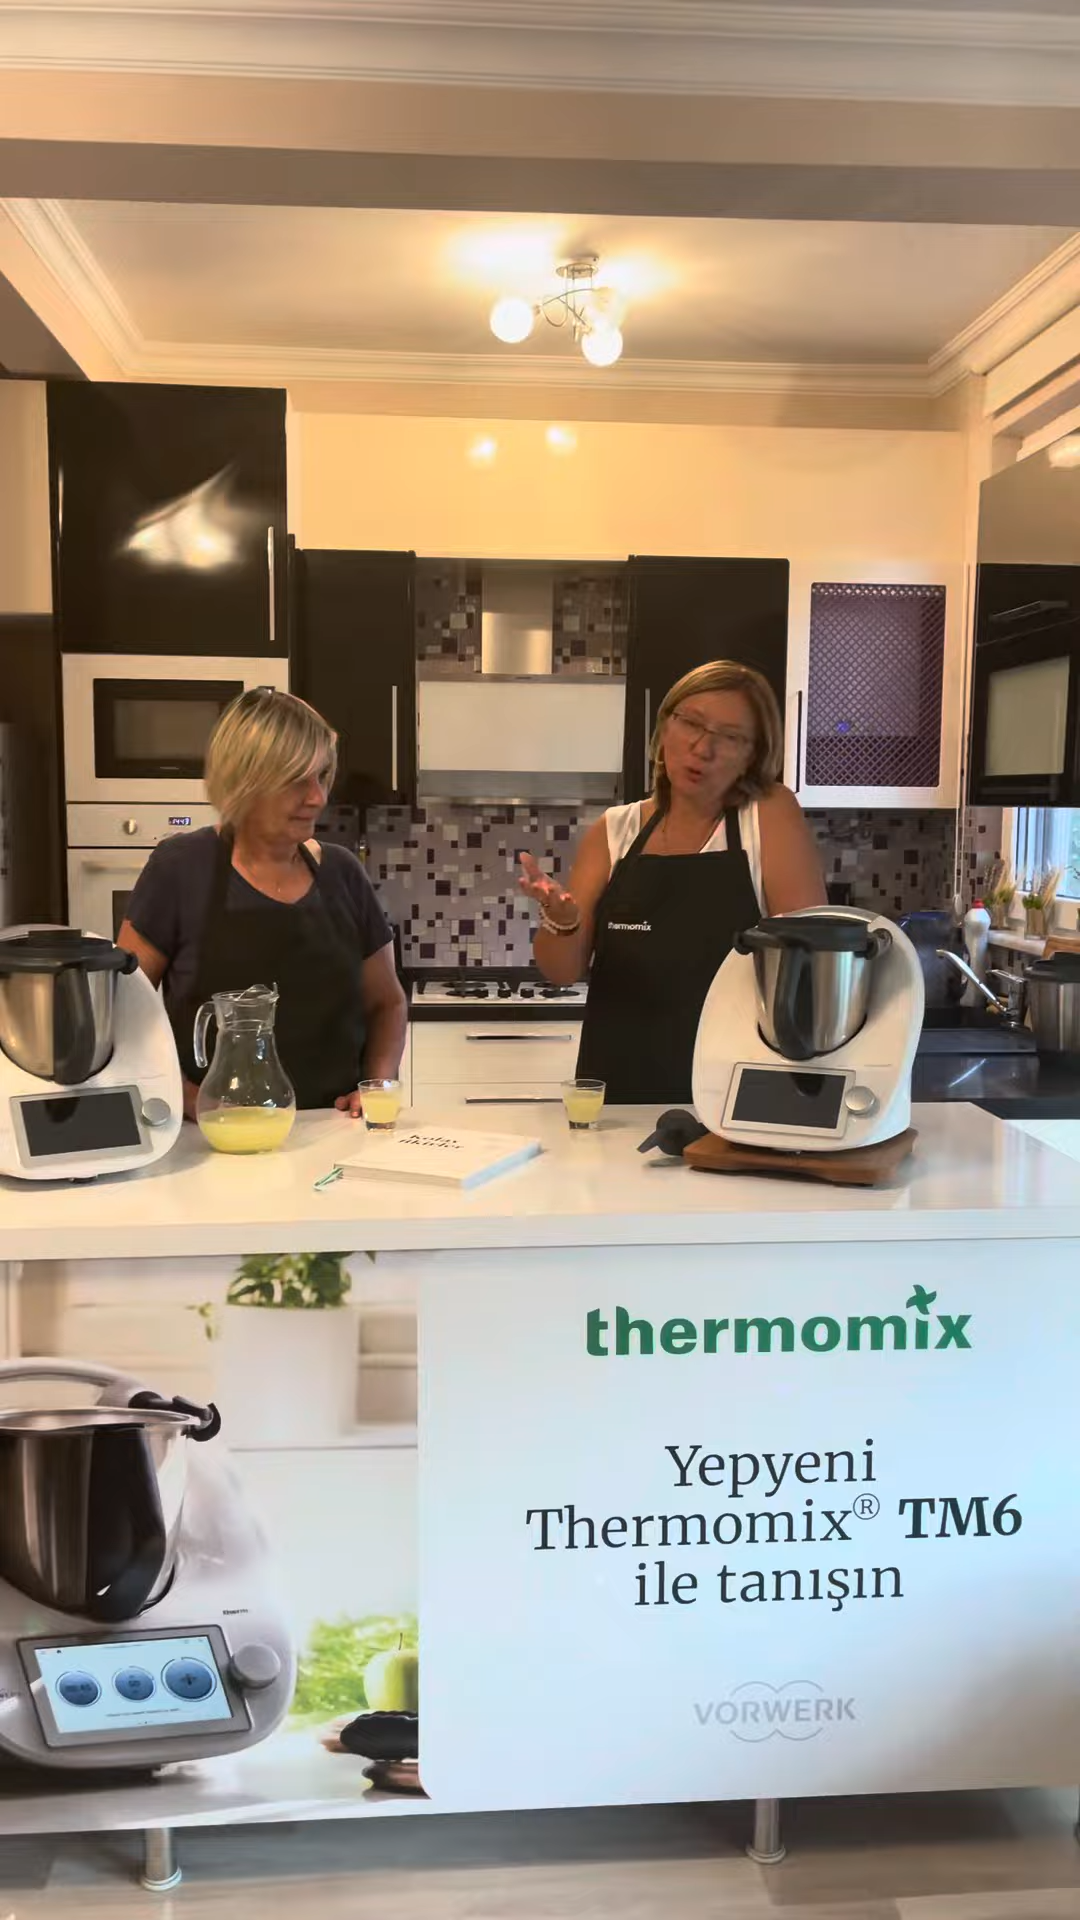 thermomix
thermomix
Yepyeni
Thermomix® TM6
ile tanışın
VORWERK